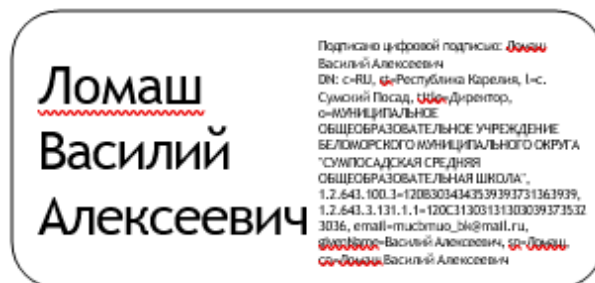 Ломаш
Василий
Алексеевич
Подписано цифровой подписью: Ломаш
Василий Алексеевич
DN: c=RU, st=Республика Карелия, l=с.
Сумский Посад, title=Директор,
o=МУНИЦИПАЛЬНОЕ
ОБЩЕОБРАЗОВАТЕЛЬНОЕ УЧРЕЖДЕНИЕ
БЕЛОМОРСКОГО МУНИЦИПАЛЬНОГО ОКРУГА
"СУМПОСАДСКАЯ СРЕДНЯЯ
ОБЩЕОБРАЗОВАТЕЛЬНАЯ ШКОЛА",
1.2.643.100.3=120B3034343539393731363939,
1.2.643.3.131.1.1=120C31303131303039373532
3036, email=mucbmuo_bk@mail.ru,
givenName=Василий Алексеевич, sn=Ломаш,
cn=Ломаш Василий Алексеевич